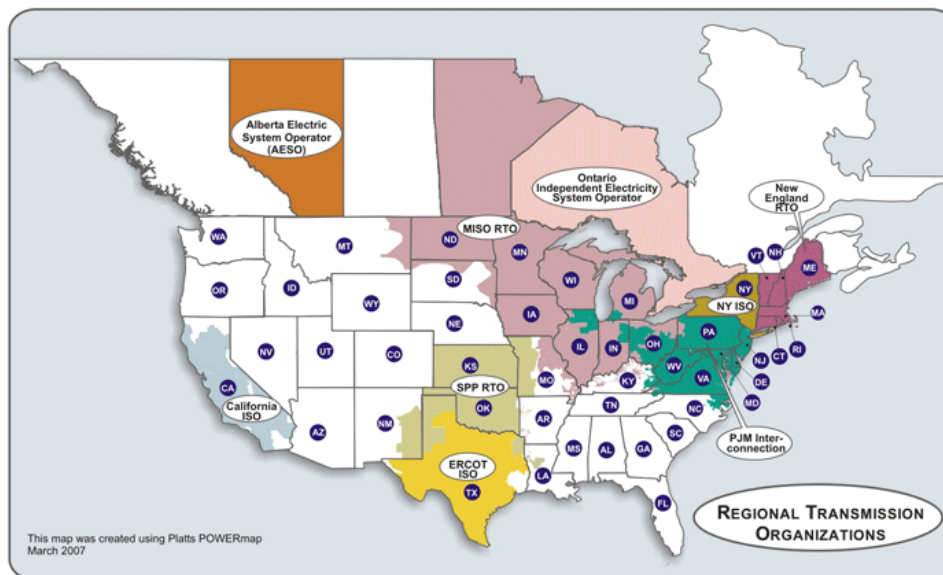 Alberta Electric
System Operator
(AESO)
Ontario
Independent Electricity
System Operator
New
England
RTO
MISO RTO
WA
MT
ND
MN
VT
NH
ME
OR
ID
SD
WI
NY
NY ISO
MA
WY
MI
IA
PA
NE
RI
CT
NJ
NV
UT
CO
IL
IN
OH
WV
DE
CA
KS
MO
KY
VA
MD
California
ISO
SPP RTO
OK
TN
NC
AZ
NM
AR
SC
PJM Inter-
connection
MS
AL
GA
ERCOT
ISO
TX
LA
FL
REGIONAL TRANSMISSION
ORGANIZATIONS
This map was created using Platts POWERmap
March 2007